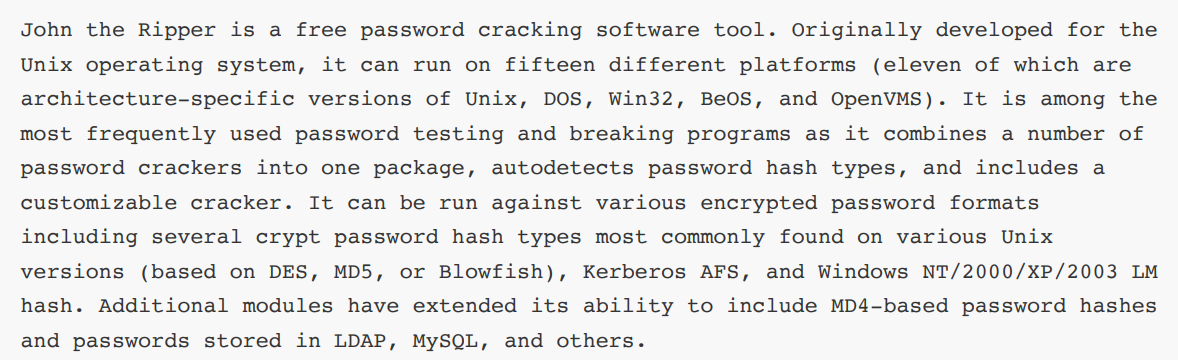 John the Ripper is a free password cracking software tool. Originally developed for the
Unix operating system, it can run on fifteen different platforms (eleven of which are
architecture-specific versions of Unix, DOS, Win32, BeOS, and OpenVMS). It is among the
most frequently used password testing and breaking programs as it combines a number of
password crackers into one package, autodetects password hash types, and includes a
customizable cracker. It can be run against various encrypted password formats
including several crypt password hash types most commonly found on various Unix
versions (based on DES, MD5, or Blowfish), Kerberos AFS, and Windows NT/2000/XP/2003 LM
hash. Additional modules have extended its ability to include MD4-based password hashes
and passwords stored in LDAP, MySQL, and others.